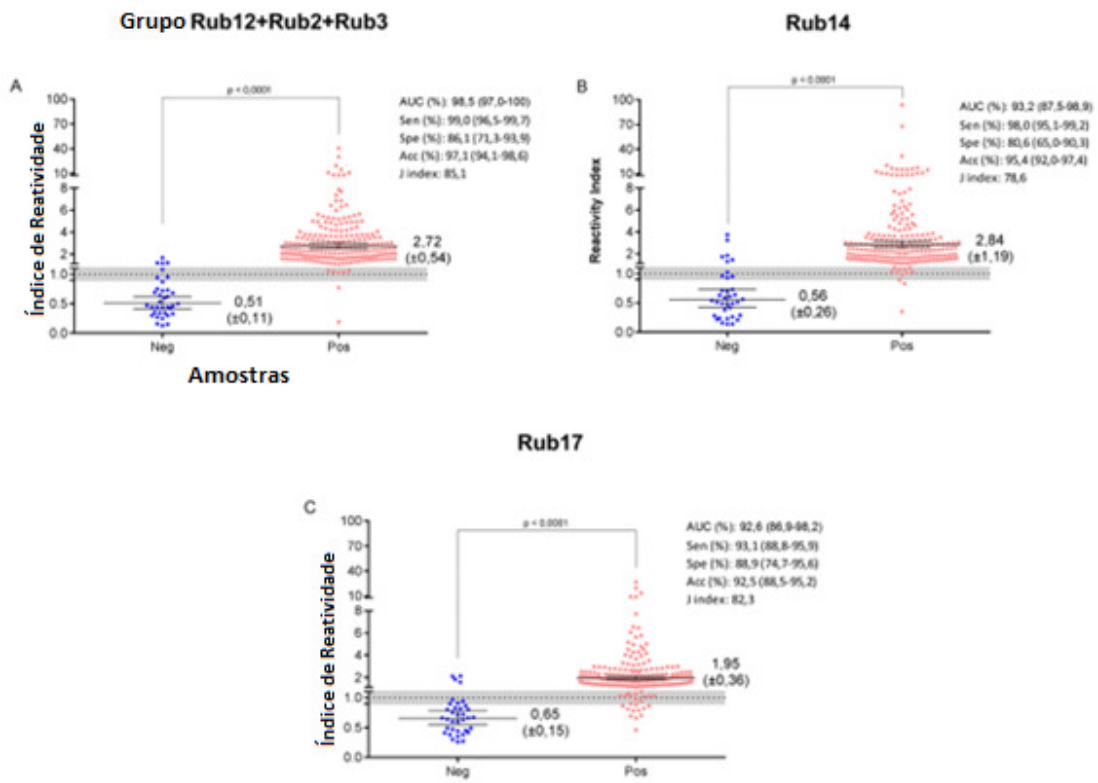 Grupo Rub12+Rub2+Rub3
A
p < 0,0001
AUC (%): 98,5 (97,0-100)
Sen (%): 99,0 (96,5-99,7)
Spe (%): 86,1 (71,3-93,9)
Acc (%): 97,1 (94,1-98,6)
J index: 85,1
Índice de Reatividade
100
70
40
10
8
6
4
2
1.0
0.5
0.0
2,72
(±0,54)
0,51
(±0,11)
Neg
Pos
Amostras
Rub14
B
p < 0,0001
AUC (%): 93,2 (87,5-98,9)
Sen (%): 98,0 (95,1-99,2)
Spe (%): 80,6 (65,0-90,3)
Acc (%): 95,4 (92,0-97,4)
J index: 78,6
Reactivity Index
100
70
40
10
8
6
4
2
1.0
0.5
0.0
2,84
(±1,19)
0,56
(±0,26)
Neg
Pos
Rub17
C
p < 0,0001
AUC (%): 92,6 (86,9-98,2)
Sen (%): 93,1 (88,8-95,9)
Spe (%): 88,9 (74,7-95,6)
Acc (%): 92,5 (88,5-95,2)
J index: 82,3
Índice de Reatividade
100
70
40
10
8
6
4
2
1.0
0.5
0.0
1,95
(±0,36)
0,65
(±0,15)
Neg
Pos